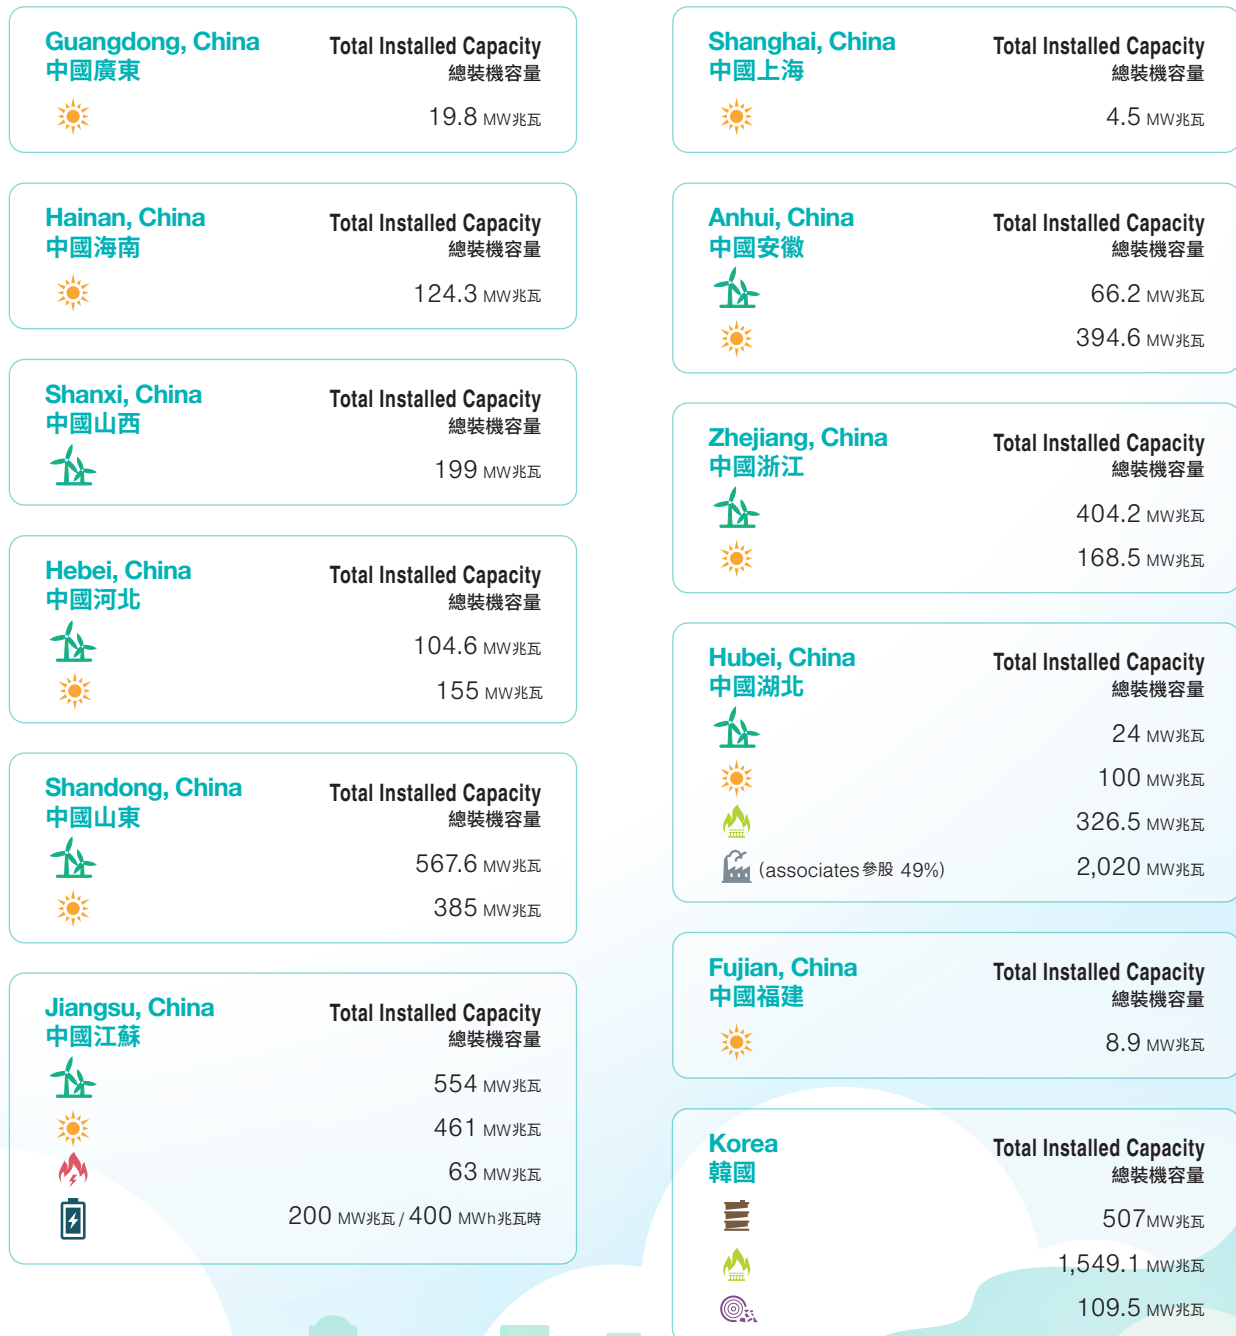 Guangdong, China
中國廣東
Total Installed Capacity
總裝機容量
19.8 MW兆瓦
Hainan, China
中國海南
Total Installed Capacity
總裝機容量
124.3 MW兆瓦
Shanxi, China
中國山西
Total Installed Capacity
總裝機容量
199 MW兆瓦
Hebei, China
中國河北
Total Installed Capacity
總裝機容量
104.6 MW兆瓦
155 MW兆瓦
Shandong, China
中國山東
Total Installed Capacity
總裝機容量
567.6 MW兆瓦
385 MW兆瓦
Jiangsu, China
中國江蘇
Total Installed Capacity
總裝機容量
554 MW兆瓦
461 MW兆瓦
63 MW兆瓦
200 MW兆瓦 / 400 MWh兆瓦時
Shanghai, China
中國上海
Total Installed Capacity
總裝機容量
4.5 MW兆瓦
Anhui, China
中國安徽
Total Installed Capacity
總裝機容量
66.2 MW兆瓦
394.6 MW兆瓦
Zhejiang, China
中國浙江
Total Installed Capacity
總裝機容量
404.2 MW兆瓦
168.5 MW兆瓦
Hubei, China
中國湖北
Total Installed Capacity
總裝機容量
24 MW兆瓦
100 MW兆瓦
326.5 MW兆瓦
(associates參股 49%) 2,020 MW兆瓦
Fujian, China
中國福建
Total Installed Capacity
總裝機容量
8.9 MW兆瓦
Korea
韓國
Total Installed Capacity
總裝機容量
507MW兆瓦
1,549.1 MW兆瓦
109.5 MW兆瓦